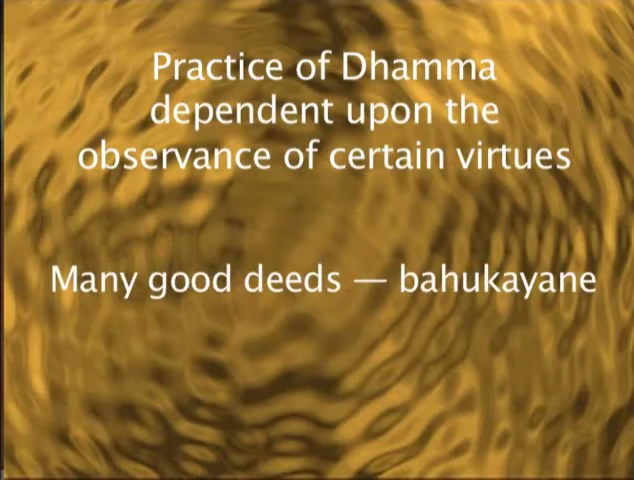 Practice of Dhamma
dependent upon the
observance of certain virtues
Many good deeds — bahukayane